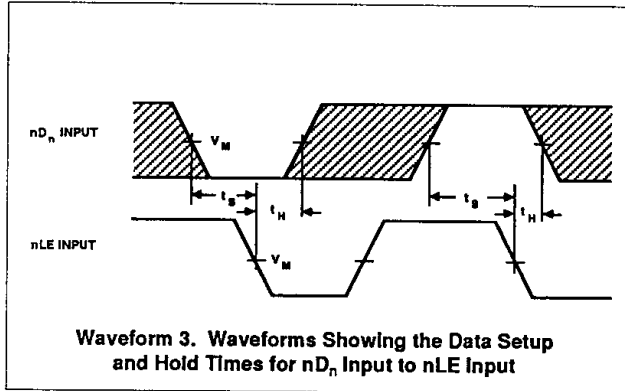 nDn INPUT
VM
ts
tH
ts
tH
nLE INPUT
VM
Waveform 3. Waveforms Showing the Data Setup
and Hold Times for nDn Input to nLE Input